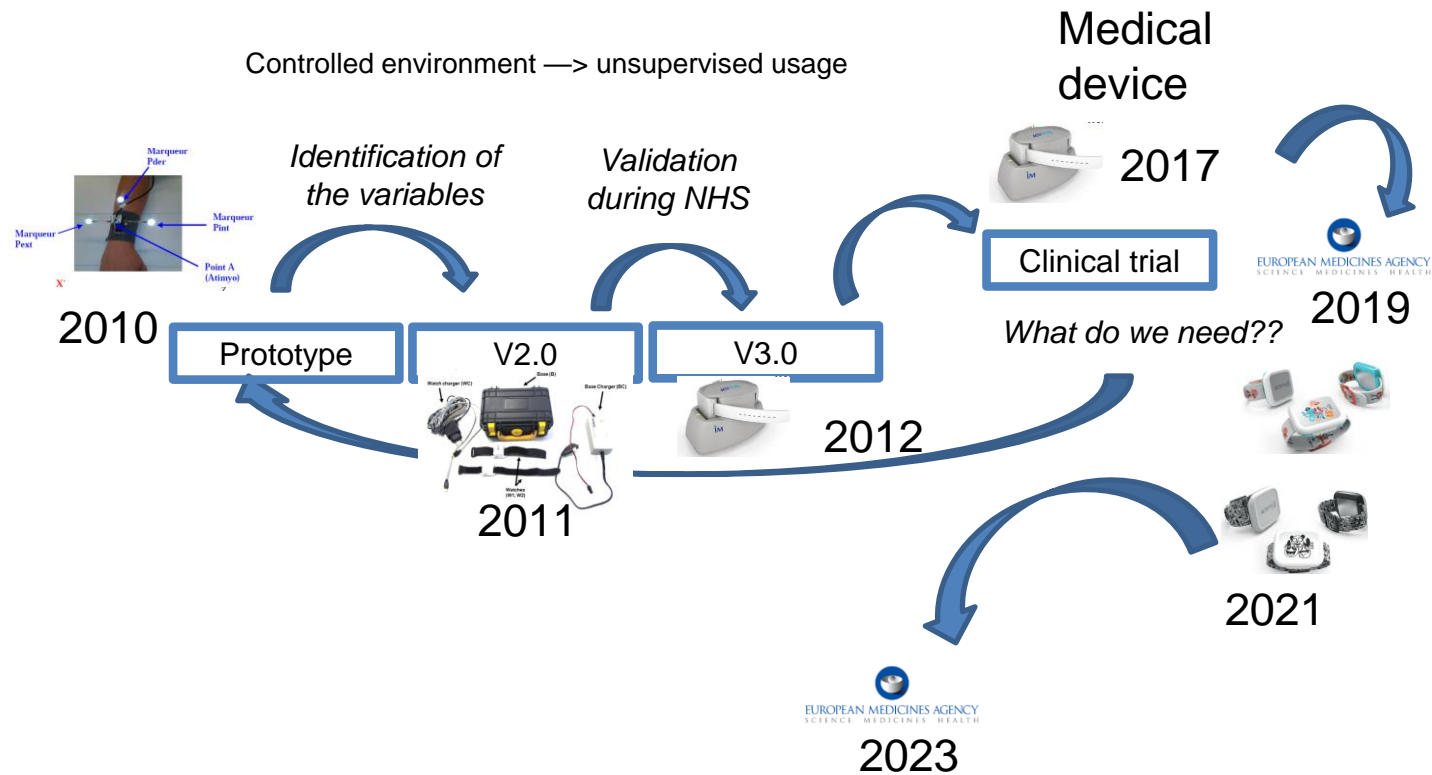 Medical
device
Controlled environment —> unsupervised usage
Marqueur
Pder
Marqueur
Pext
Marqueur
Pint
Point A
(Atimyo)
X'
2010
Identification of
the variables
Validation
during NHS
2017
Clinical trial
EUROPEAN MEDICINES AGENCY
SCIENCE MEDICINES HEALTH
2019
What do we need??
Prototype
V2.0
V3.0
Watch charger (WC)
Base (B)
Base Charger (BC)
Watches
(W1, W2)
2011
2012
2021
EUROPEAN MEDICINES AGENCY
SCIENCE MEDICINES HEALTH
2023